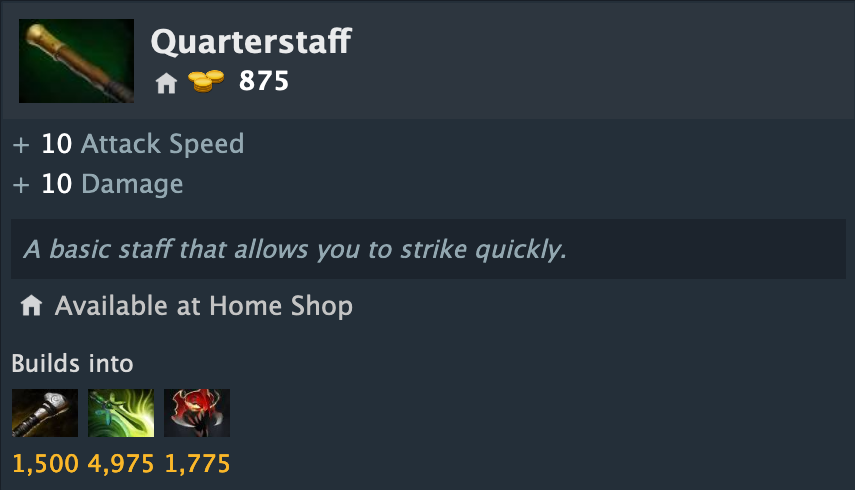 Quarterstaff
875
+ 10 Attack Speed
+ 10 Damage
A basic staff that allows you to strike quickly.
Available at Home Shop
Builds into
1,500 4,975 1,775